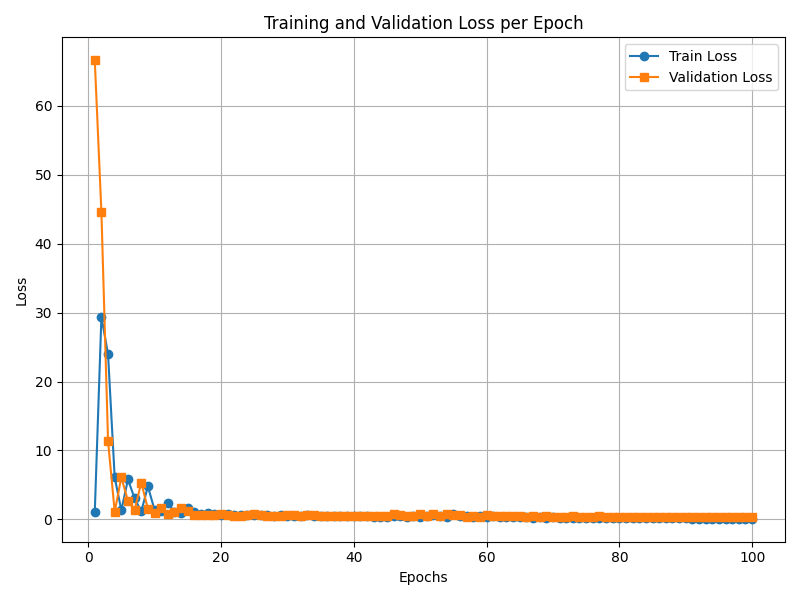 Training and Validation Loss per Epoch
Train Loss
Validation Loss
Loss
60
50
40
30
20
10
0
0 20 40 60 80 100
Epochs